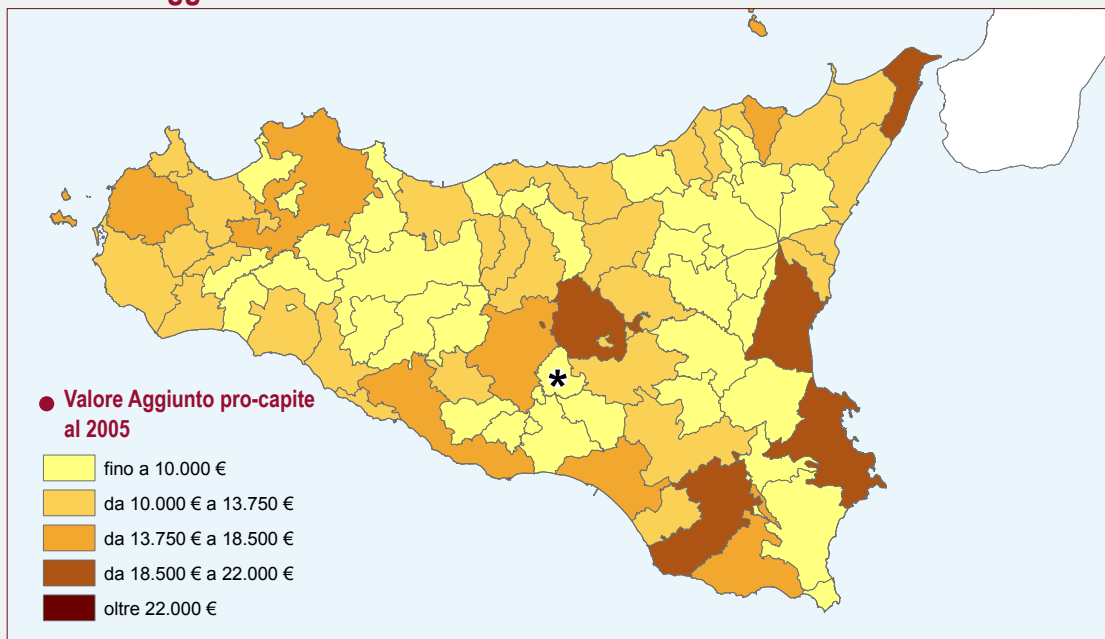 Valore Aggiunto pro-capite
al 2005
fino a 10.000 €
da 10.000 € a 13.750 €
da 13.750 € a 18.500 €
da 18.500 € a 22.000 €
oltre 22.000 €
*